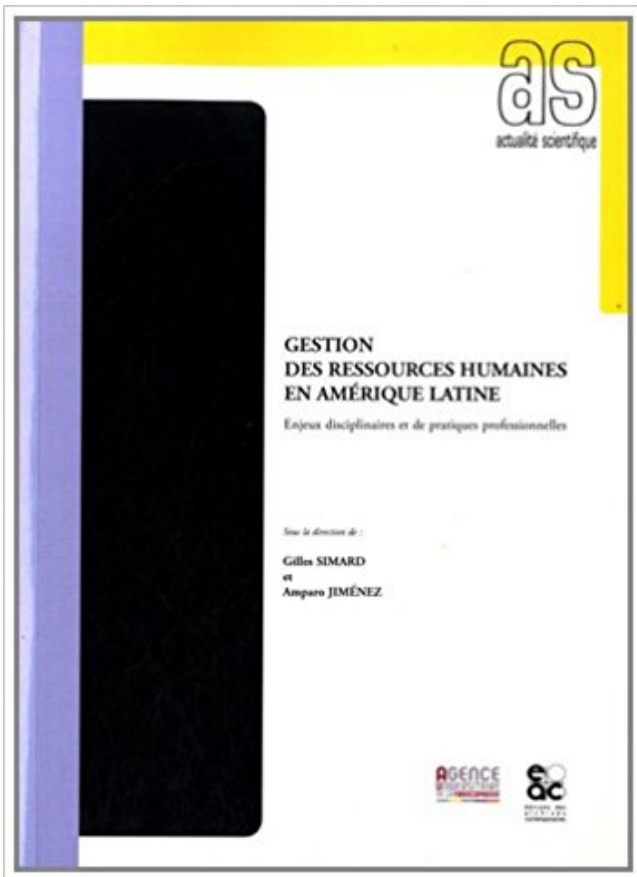 as
actualité scientifique
GESTION
DES RESSOURCES HUMAINES
EN AMÉRIQUE LATINE
Enjeux disciplinaires et de pratiques professionnelles
Sous la direction de :
Gilles SIMARD
et
Amparo JIMÉNEZ
AGENCE
eac